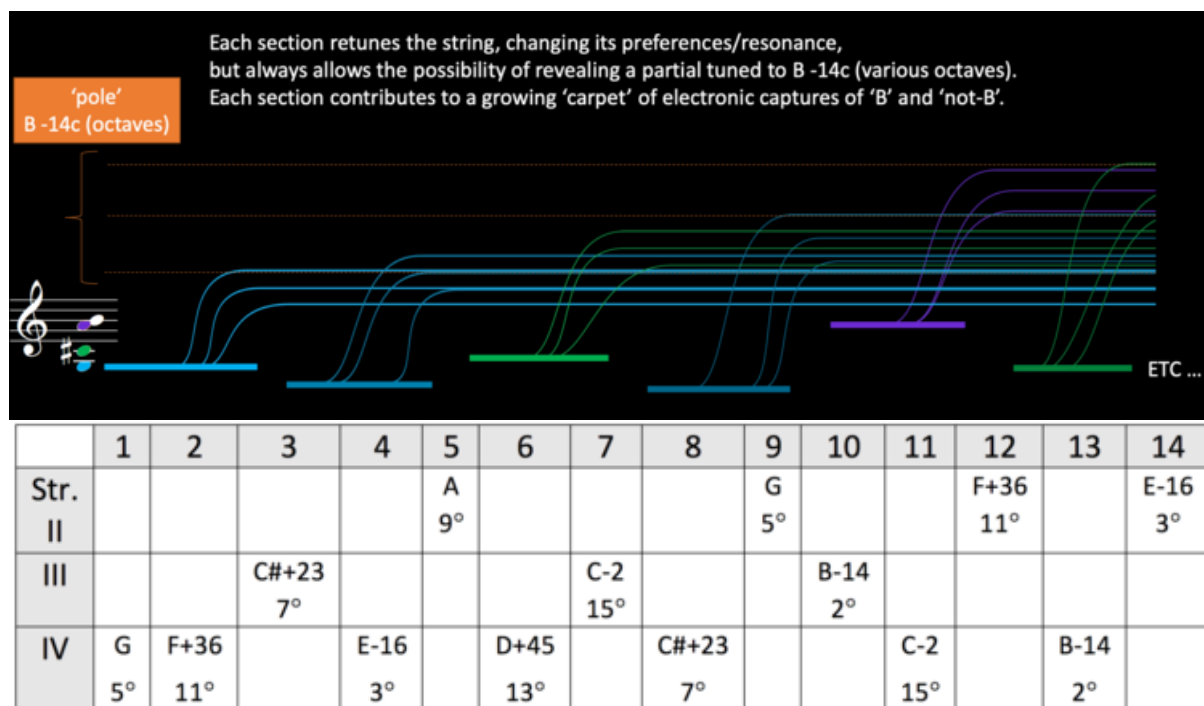 Each section retunes the string, changing its preferences/resonance,
but always allows the possibility of revealing a partial tuned to B -14c (various octaves).
Each section contributes to a growing ‘carpet’ of electronic captures of ‘B’ and ‘not-B’.
‘pole’
B -14c (octaves)
ETC ...
1 2 3 4 5 6 7 8 9 10 11 12 13 14
Str. A G F+36 E-16
II 9° 5° 11° 3°
III C#+23 C-2 B-14
7° 15° 2°
IV G F+36 E-16 D+45 C#+23 C-2 B-14
5° 11° 3° 13° 7° 15° 2°